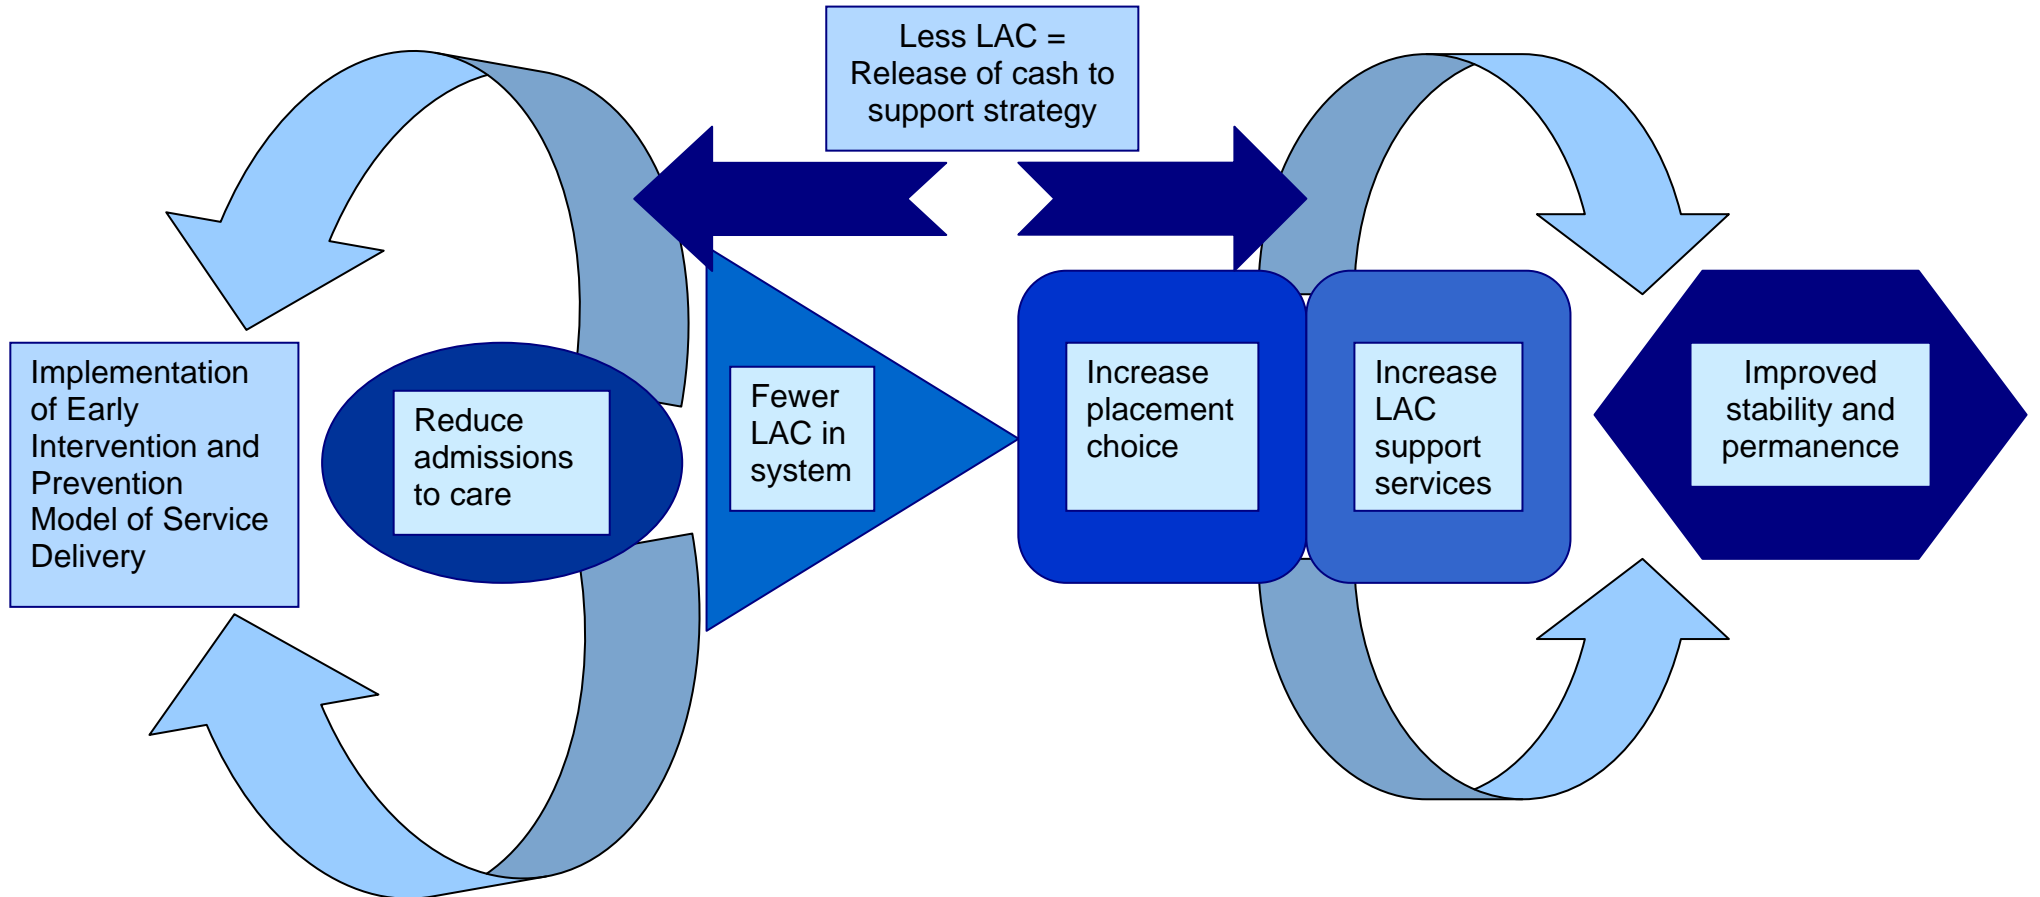 Less LAC =
Release of cash to
support strategy
Implementation
of Early
Intervention and
Prevention
Model of Service
Delivery
Reduce
admissions
to care
Fewer
LAC in
system
Increase
placement
choice
Increase
LAC
support
services
Improved
stability and
permanence